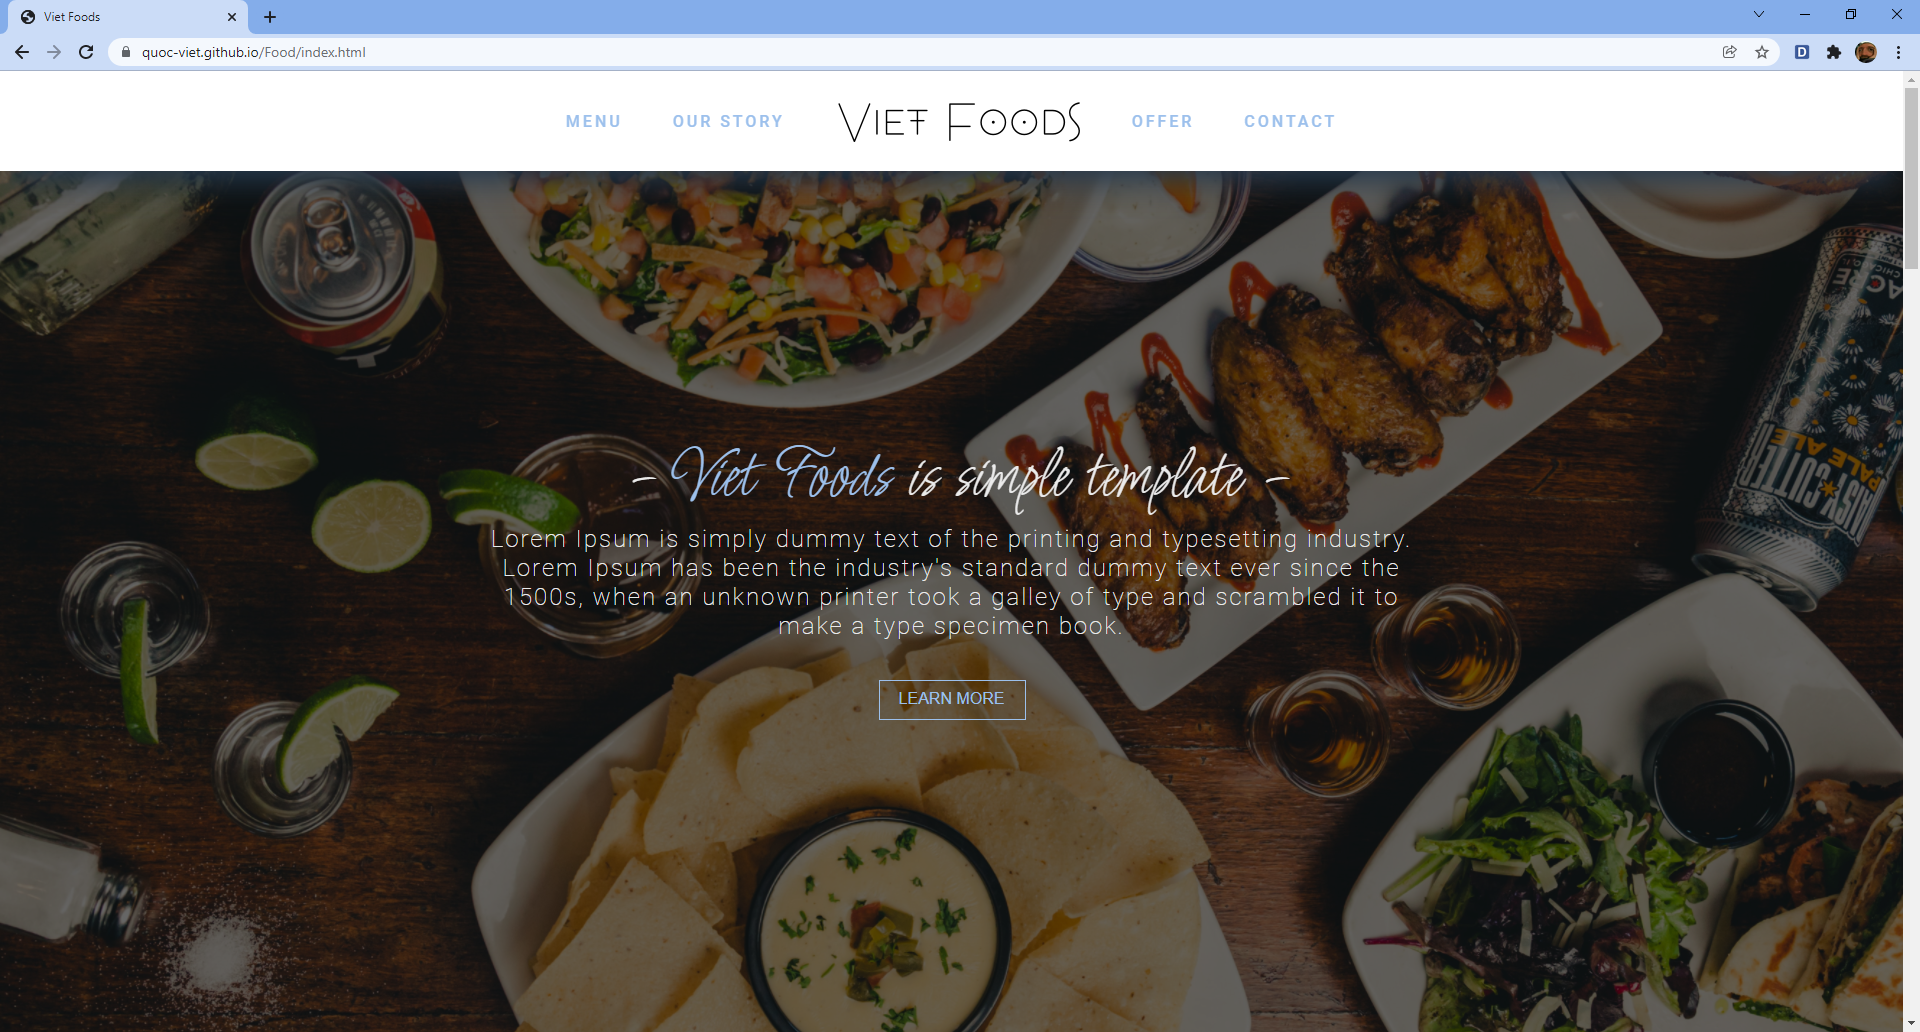 Viet Foods
quoc-viet.github.io/Food/index.html
MENU
OUR STORY
VIET FOODS
OFFER
CONTACT
- Viet Foods is simple template -
Lorem Ipsum is simply dummy text of the printing and typesetting industry.
Lorem Ipsum has been the industry's standard dummy text ever since the
1500s, when an unknown printer took a galley of type and scrambled it to
make a type specimen book.
LEARN MORE
ACRE
CHICAGO
PALE ALE
CUTTER